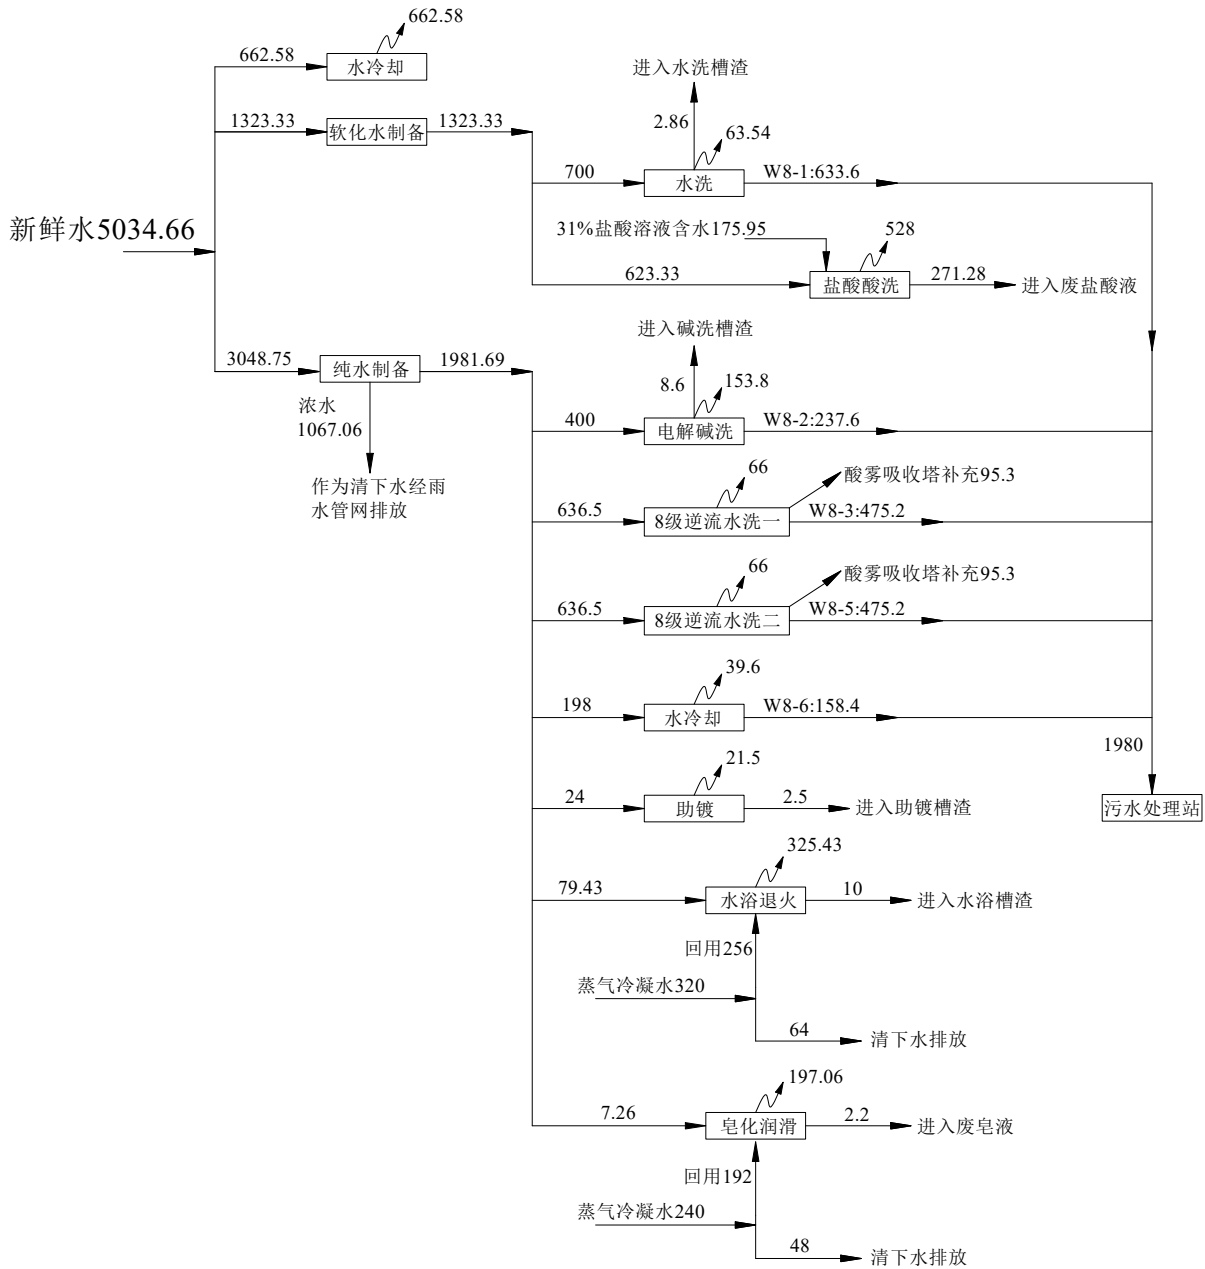 662.58
662.58
水冷却
进入水洗槽渣
1323.33
软化水制备
1323.33
2.86
63.54
700
水洗
W8-1:633.6
新鲜水5034.66
31%盐酸溶液含水175.95
528
623.33
盐酸酸洗
271.28
进入废盐酸液
进入碱洗槽渣
3048.75
纯水制备
1981.69
8.6
153.8
浓水
1067.06
400
电解碱洗
W8-2:237.6
作为清下水经雨
水管网排放
66
酸雾吸收塔补充95.3
636.5
8级逆流水洗一
W8-3:475.2
66
酸雾吸收塔补充95.3
636.5
8级逆流水洗二
W8-5:475.2
39.6
198
水冷却
W8-6:158.4
1980
21.5
24
助镀
2.5
进入助镀槽渣
污水处理站
325.43
79.43
水浴退火
10
进入水浴槽渣
回用256
蒸气冷凝水320
64
清下水排放
197.06
7.26
皂化润滑
2.2
进入废皂液
回用192
蒸气冷凝水240
48
清下水排放